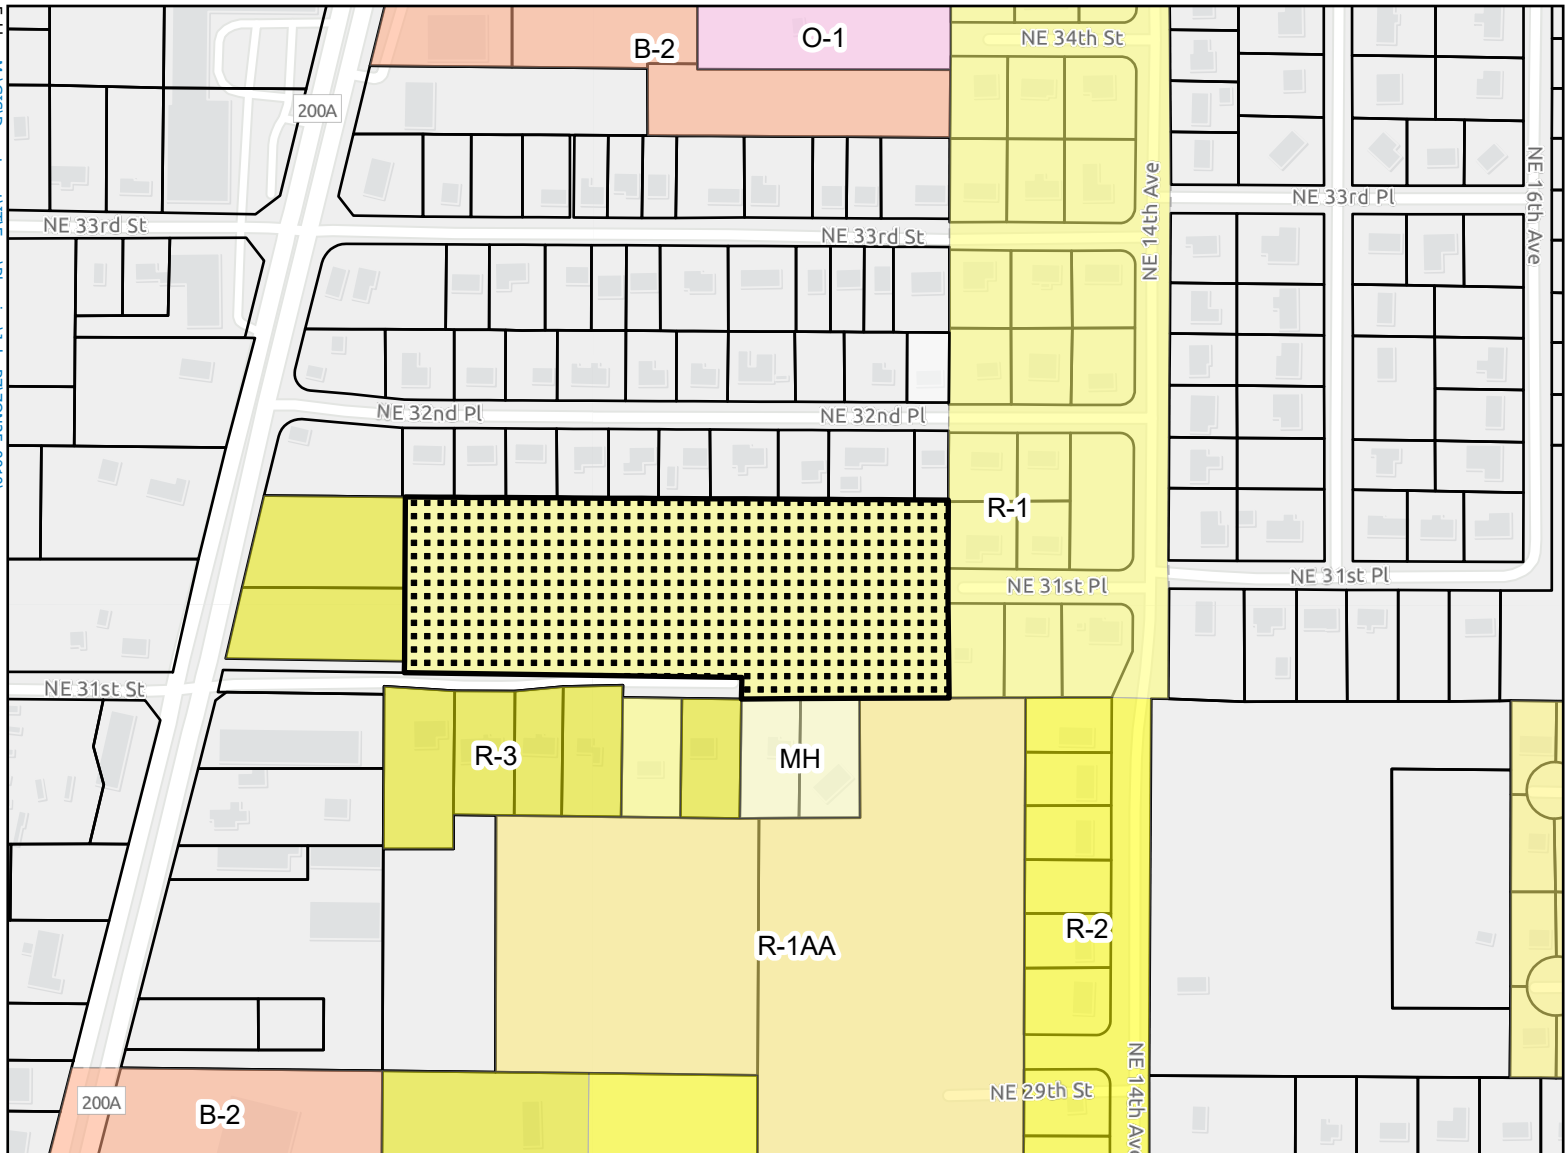 B-2
O-1
NE 34th St
200A
NE 14th Ave
NE 16th Ave
NE 33rd Pl
NE 33rd St
NE 33rd St
NE 32nd Pl
NE 32nd Pl
R-1
NE 31st Pl
NE 31st Pl
NE 31st St
R-3
MH
R-2
R-1AA
NE 29th St
NE 14th Ave
200A
B-2